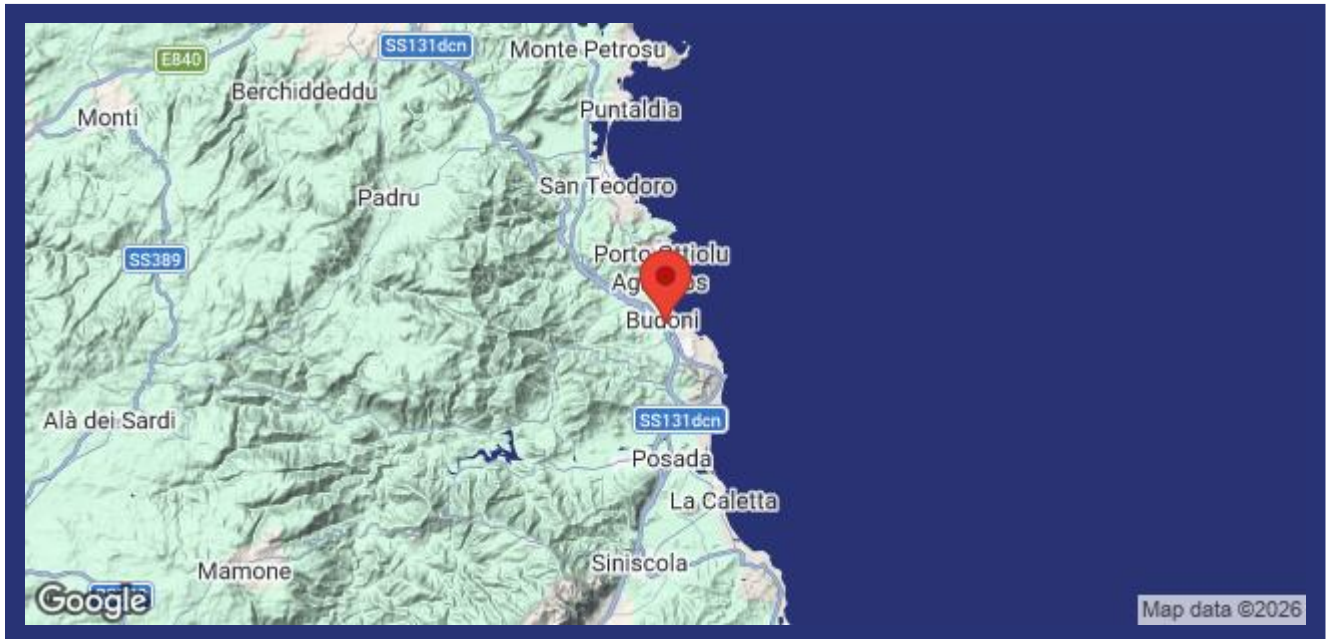 SS131dcn
Monte Petrosu
E840
Berchiddeddu
Puntaldia
Monti
San Teodoro
Padru
Porto
SS389
Budoni
Alà dei Sardi
SS131dcn
Posada
La Caletta
Siniscola
Mamone
Google
Map data ©2026